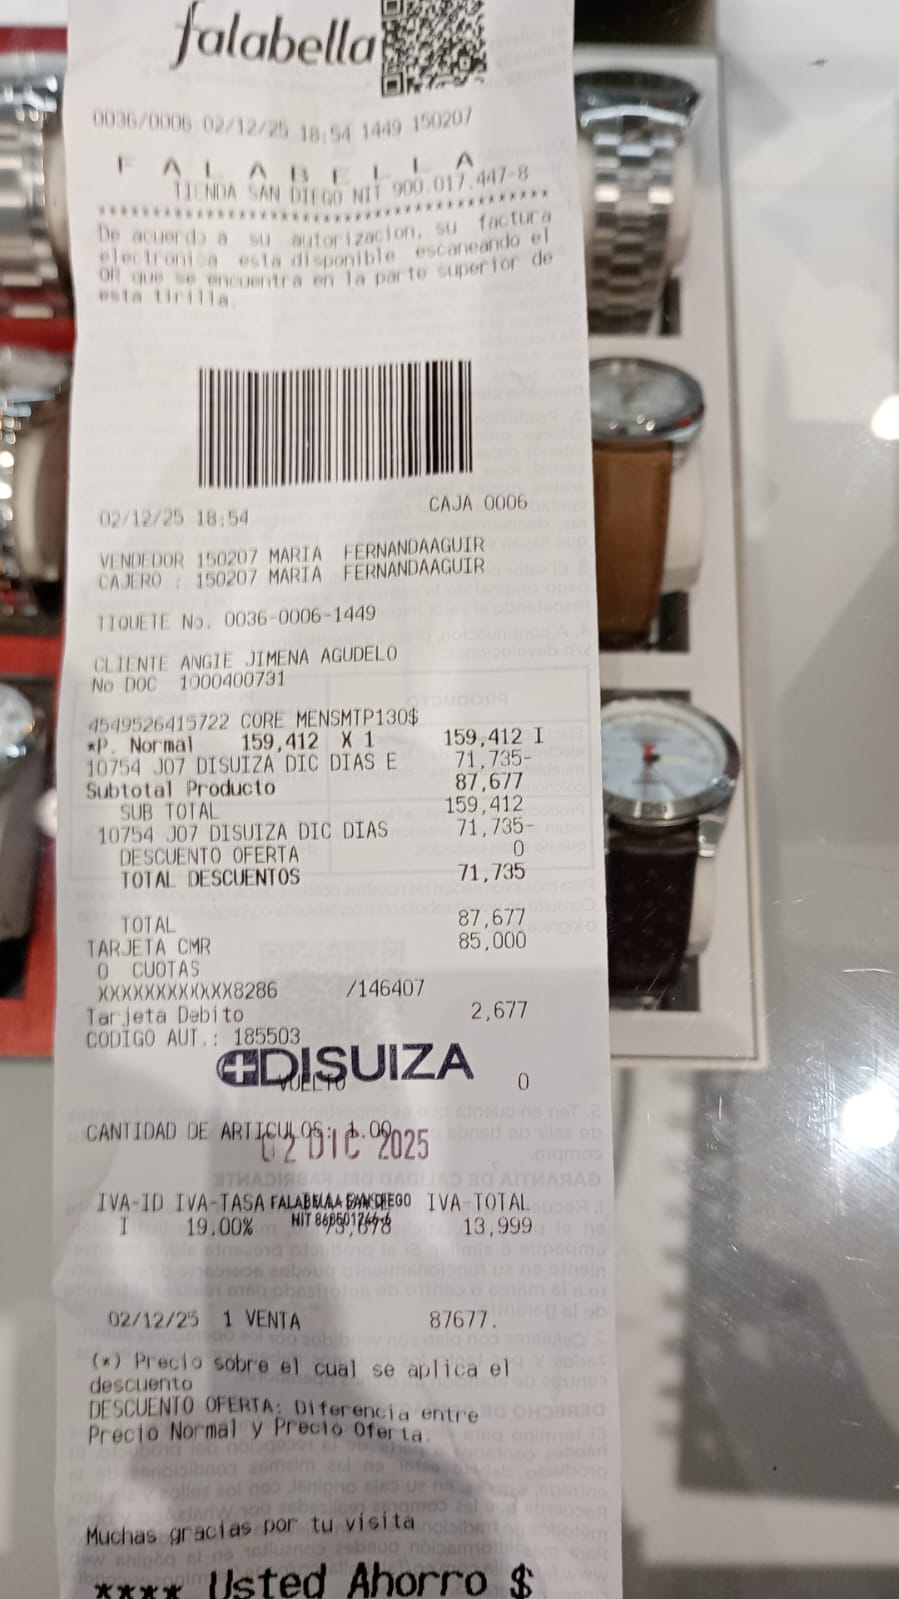 falabella
0036/0006 02/12/25 18:54 1449 150207
F A L A B E L L A
TIENDA SAN DIEGO NIT 900.017.447-8
****************************************
De acuerdo a su autorizacion, su factura
electronica esta disponible escaneando el
QR que se encuentra en la parte superior de
esta tirilla.
CAJA 0006
02/12/25 18:54
VENDEDOR 150207 MARIA FERNANDAAGUIR
CAJERO : 150207 MARIA FERNANDAAGUIR
TIQUETE No. 0036-0006-1449
CLIENTE ANGIE JIMENA AGUDELO
No DOC 1000400731
4549526415722 CORE MENSMTP130$
*P. Normal 159,412 X 1 159,412 I
10754 J07 DISUIZA DIC DIAS E 71,735-
Subtotal Producto 87,677
SUB TOTAL 159,412
10754 J07 DISUIZA DIC DIAS 71,735-
DESCUENTO OFERTA 0
TOTAL DESCUENTOS 71,735
TOTAL 87,677
TARJETA CMR 85,000
0 CUOTAS
XXXXXXXXXXXX8286 /146407
Tarjeta Debito 2,677
CODIGO AUT.: 185503
DISUIZA
VUELTO 0
CANTIDAD DE ARTICULOS: 1.00
02 DIC 2025
IVA-ID IVA-TASA IVA-TOTAL
FALABELLA SAN DIEGO
I 19.00% 13,999
02/12/25 1 VENTA 87677.
(*) Precio sobre el cual se aplica el
descuento
DESCUENTO OFERTA: Diferencia entre
Precio Normal y Precio Oferta.
Muchas gracias por tu visita
**** Usted Ahorro $